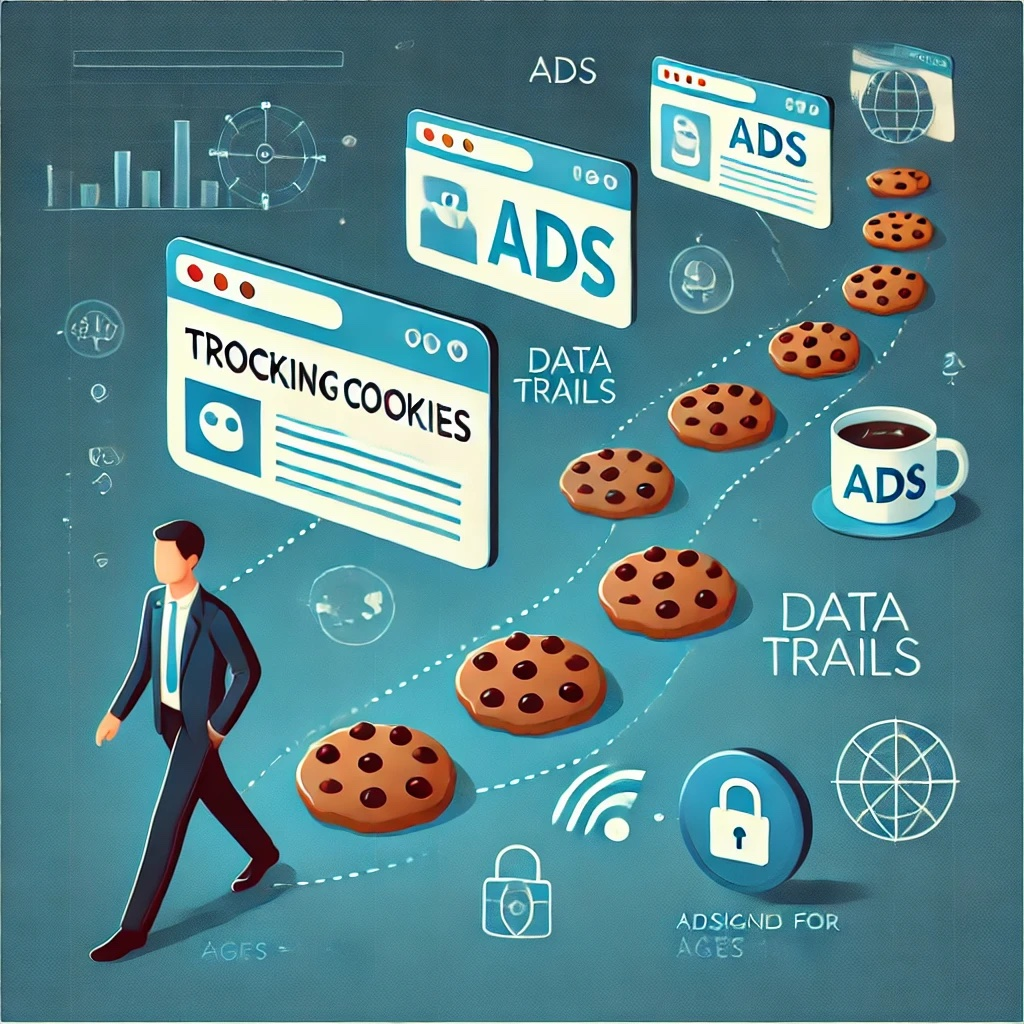 ADS
ADS
ADS
TROCKING COOKIES
DATA
TRAILS
ADS
DATA
TRAILS
ADSIGND FOR
AGES
AGES